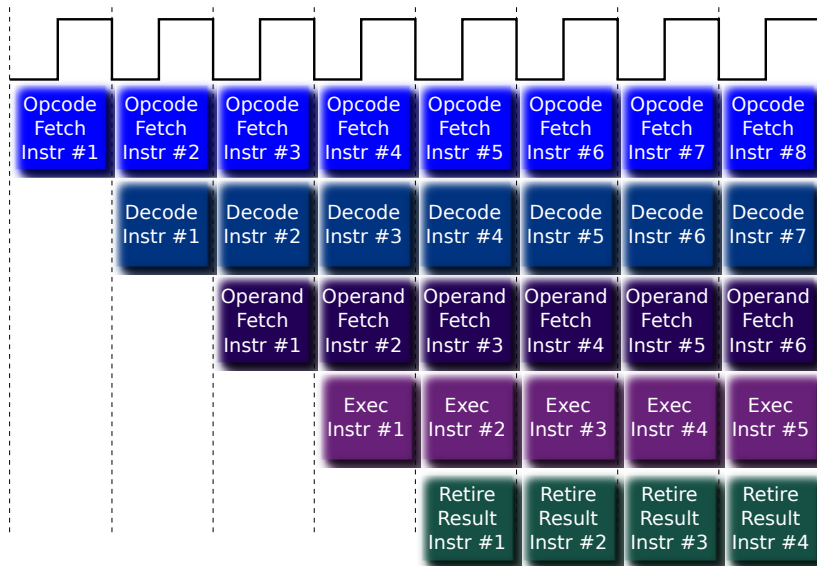 Opcode
Fetch
Instr #1
Opcode
Fetch
Instr #2
Opcode
Fetch
Instr #3
Opcode
Fetch
Instr #4
Opcode
Fetch
Instr #5
Opcode
Fetch
Instr #6
Opcode
Fetch
Instr #7
Opcode
Fetch
Instr #8
Decode
Instr #1
Decode
Instr #2
Decode
Instr #3
Decode
Instr #4
Decode
Instr #5
Decode
Instr #6
Decode
Instr #7
Operand
Fetch
Instr #1
Operand
Fetch
Instr #2
Operand
Fetch
Instr #3
Operand
Fetch
Instr #4
Operand
Fetch
Instr #5
Operand
Fetch
Instr #6
Exec
Instr #1
Exec
Instr #2
Exec
Instr #3
Exec
Instr #4
Exec
Instr #5
Retire
Result
Instr #1
Retire
Result
Instr #2
Retire
Result
Instr #3
Retire
Result
Instr #4